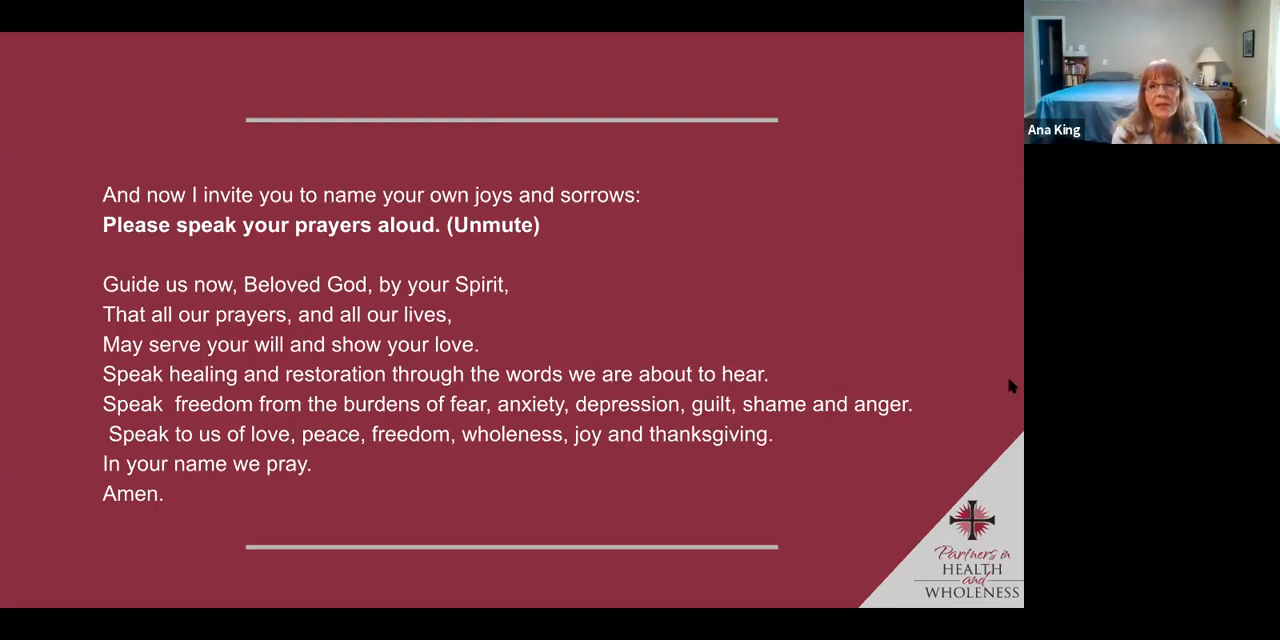 And now I invite you to name your own joys and sorrows:
Please speak your prayers aloud. (Unmute)
Guide us now, Beloved God, by your Spirit,
That all our prayers, and all our lives,
May serve your will and show your love.
Speak healing and restoration through the words we are about to hear.
Speak  freedom from the burdens of fear, anxiety, depression, guilt, shame and anger.
Speak to us of love, peace, freedom, wholeness, joy and thanksgiving.
In your name we pray.
Amen.
Partners in
HEALTH
and
WHOLENESS
Ana King